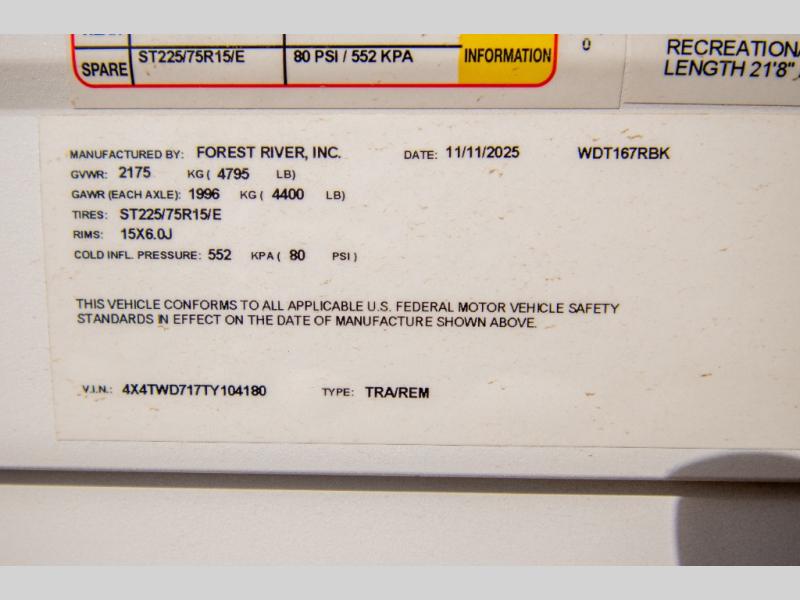 SPARE ST225/75R15/E 80 PSI / 552 KPA INFORMATION
0
RECREATIONA
LENGTH 21'8"
MANUFACTURED BY: FOREST RIVER, INC. DATE: 11/11/2025 WDT167RBK
GVWR: 2175 KG ( 4795 LB)
GAWR (EACH AXLE): 1996 KG ( 4400 LB)
TIRES: ST225/75R15/E
RIMS: 15X6.0J
COLD INFL. PRESSURE: 552 KPA ( 80 PSI )
THIS VEHICLE CONFORMS TO ALL APPLICABLE U.S. FEDERAL MOTOR VEHICLE SAFETY
STANDARDS IN EFFECT ON THE DATE OF MANUFACTURE SHOWN ABOVE.
V.I.N.: 4X4TWD717TY104180 TYPE: TRA/REM